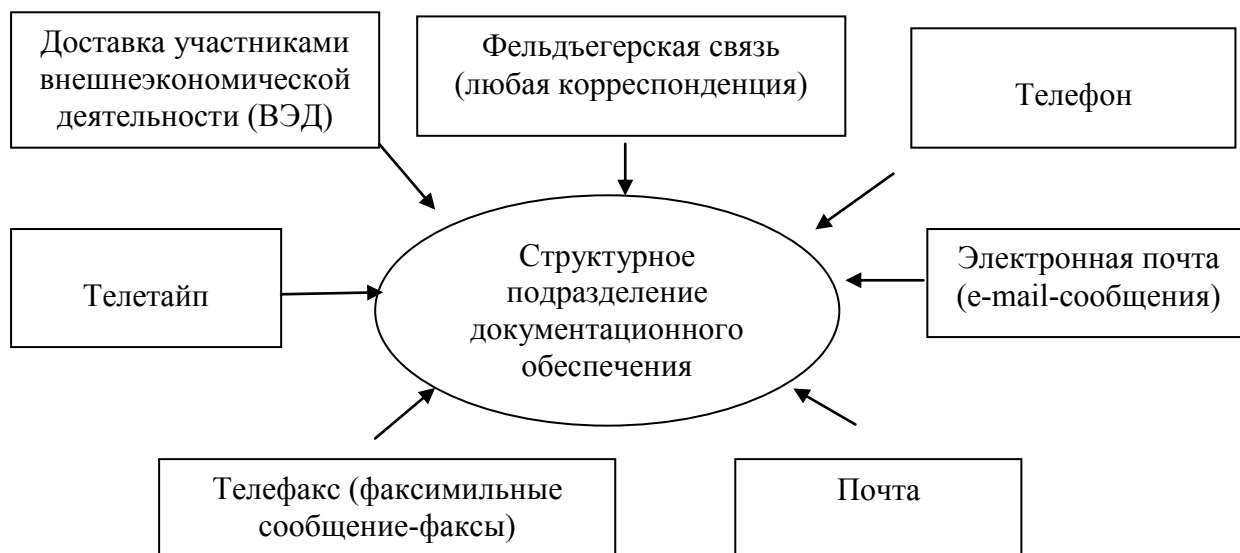 Доставка участниками
внешнеэкономической
деятельности (ВЭД)
Фельдъегерская связь
(любая корреспонденция)
Телефон
Телетайп
Структурное
подразделение
документационного
обеспечения
Электронная почта
(e-mail-сообщения)
Телефакс (факсимильные
сообщение-факсы)
Почта